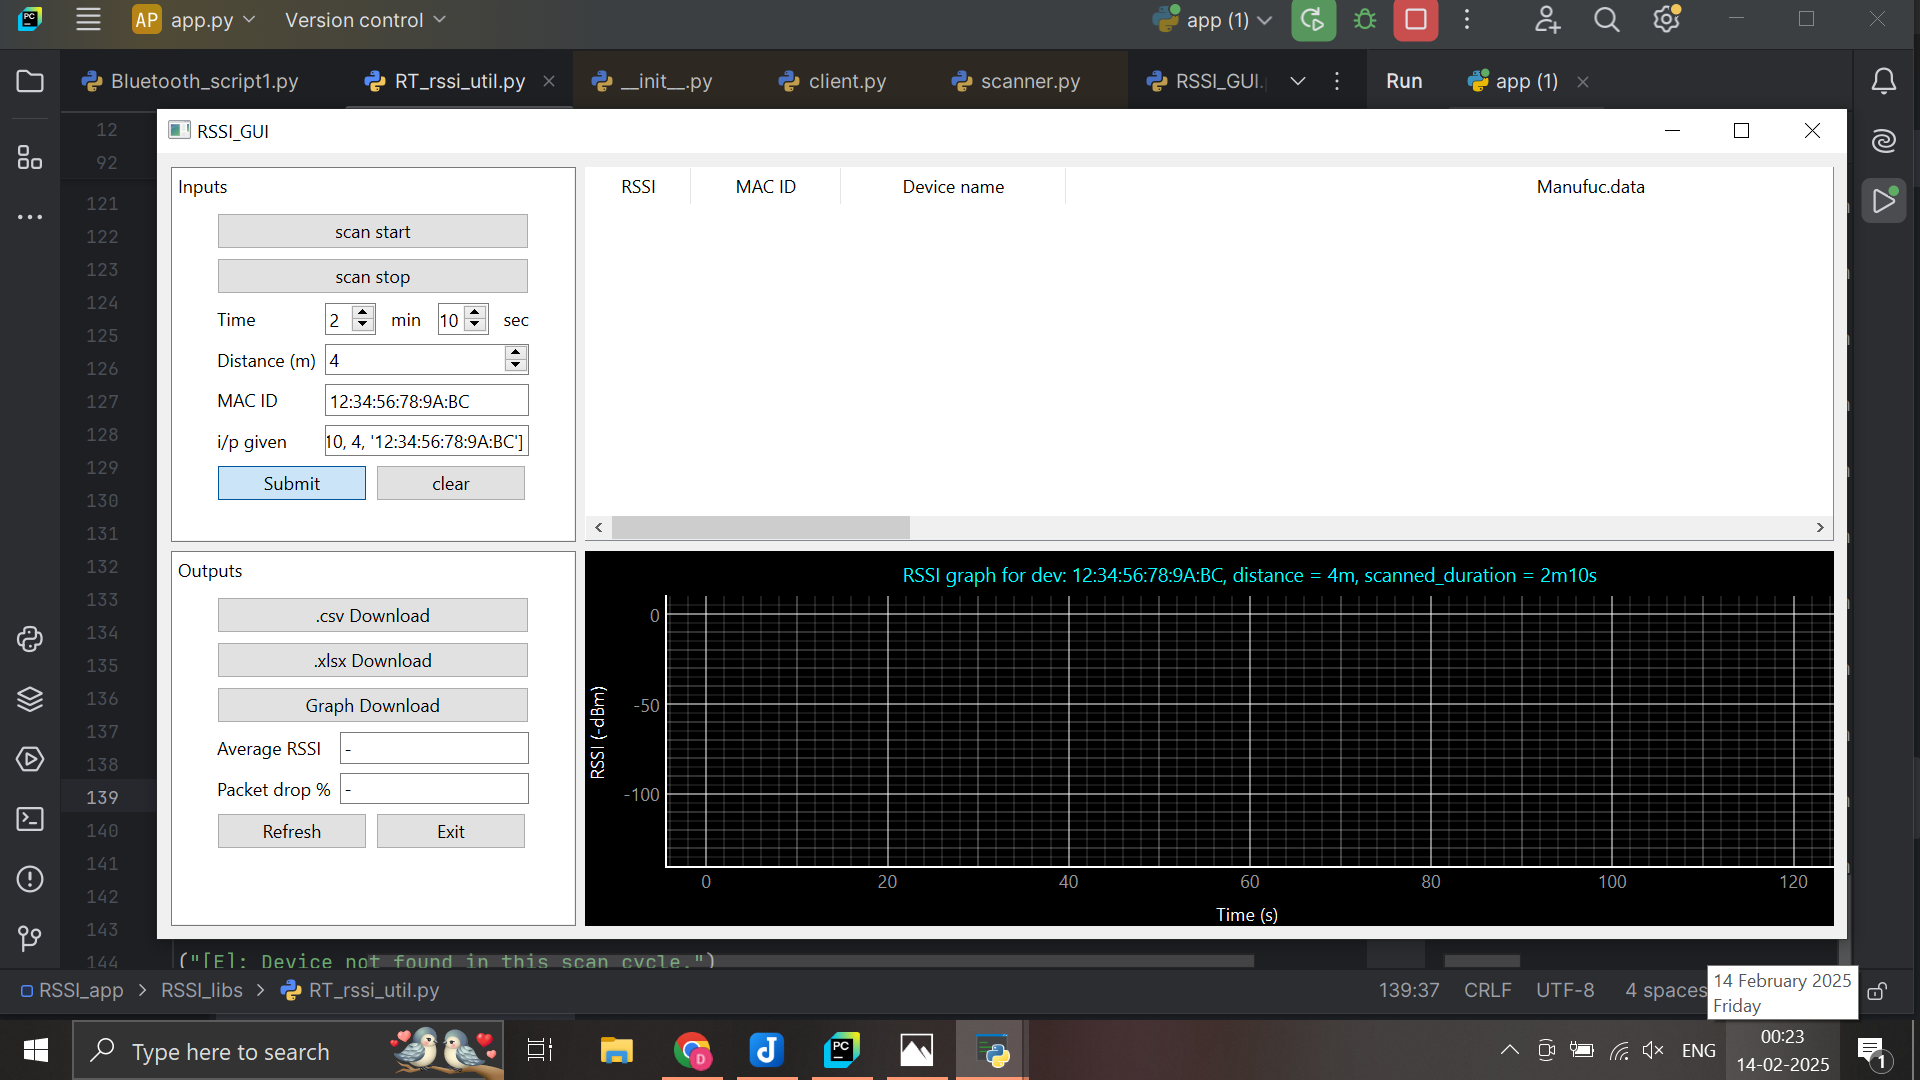 PC
AP app.py
Version control
app (1)
Bluetooth_script1.py
RT_rssi_util.py
__init__.py
client.py
scanner.py
RSSI_GUI.
Run
app (1)
12
92
121
122
123
124
125
126
127
128
129
130
131
132
133
134
135
136
137
138
139
140
141
142
143
144
RSSI_GUI
Inputs
scan start
scan stop
Time 2 min 10 sec
Distance (m) 4
MAC ID 12:34:56:78:9A:BC
i/p given 10, 4, '12:34:56:78:9A:BC']
Submit clear
RSSI MAC ID Device name Manufuc.data
Outputs
.csv Download
.xlsx Download
Graph Download
Average RSSI -
Packet drop % -
Refresh Exit
RSSI graph for dev: 12:34:56:78:9A:BC, distance = 4m, scanned_duration = 2m10s
0
-50
-100
RSSI (-dBm)
0 20 40 60 80 100 120
Time (s)
("[E]: Device not found in this scan cycle.")
RSSI_app > RSSI_libs > RT_rssi_util.py
139:37 CRLF UTF-8 4 spaces
14 February 2025
Friday
Type here to search
D
PC
ENG
00:23
14-02-2025
1